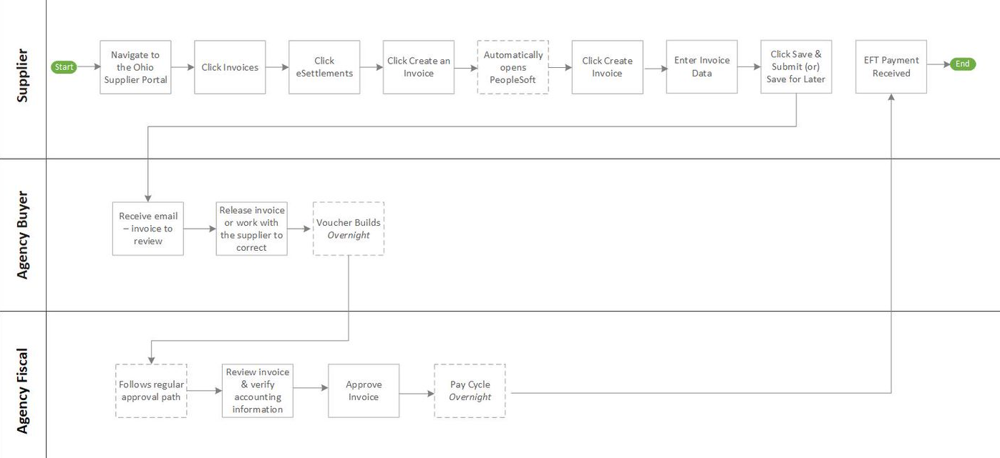 Supplier
Start
Navigate to
the Ohio
Supplier Portal
Click Invoices
Click
eSettlements
Click Create an
Invoice
Automatically
opens
PeopleSoft
Click Create
Invoice
Enter Invoice
Data
Click Save &
Submit (or)
Save for Later
EFT Payment
Received
End
Agency Buyer
Receive email
– invoice to
review
Release invoice
or work with
the supplier to
correct
Voucher Builds
Overnight
Agency Fiscal
Follows regular
approval path
Review invoice
& verify
accounting
information
Approve
Invoice
Pay Cycle
Overnight